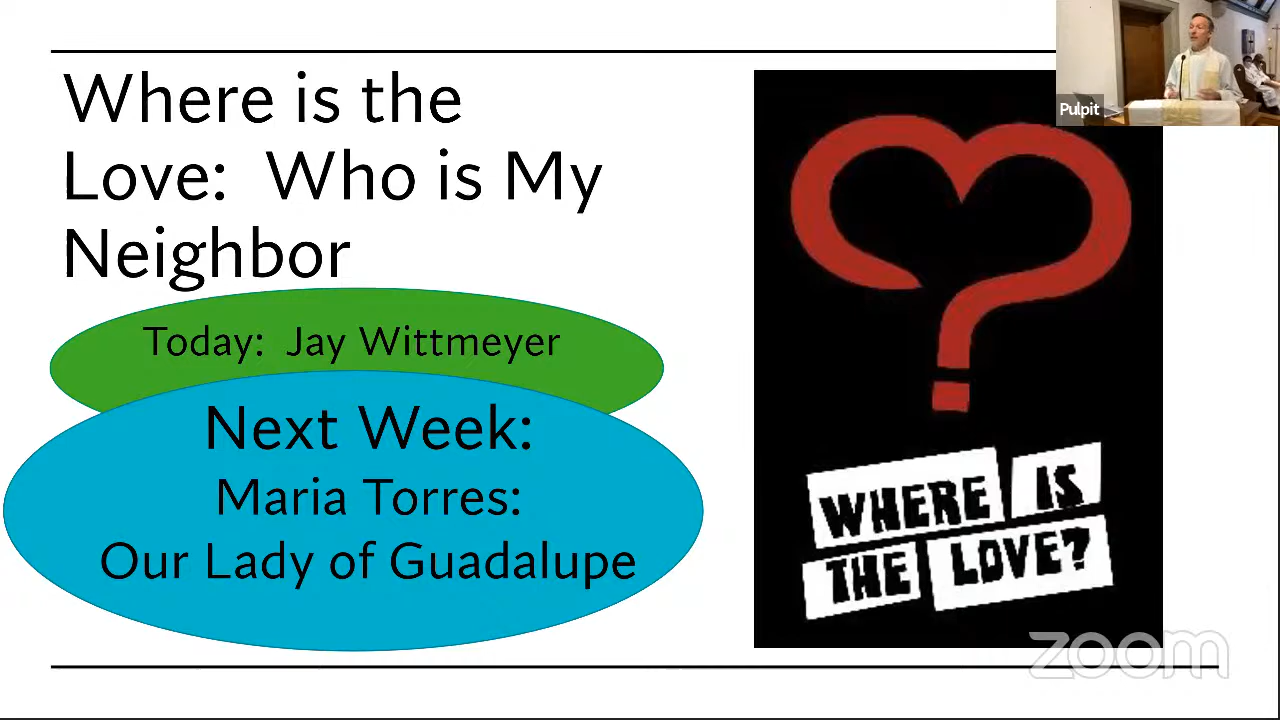 Where is the
Love:  Who is My
Neighbor
Today:  Jay Wittmeyer
Next Week:
Maria Torres:
Our Lady of Guadalupe
Pulpit
WHERE IS
THE LOVE?
zoom